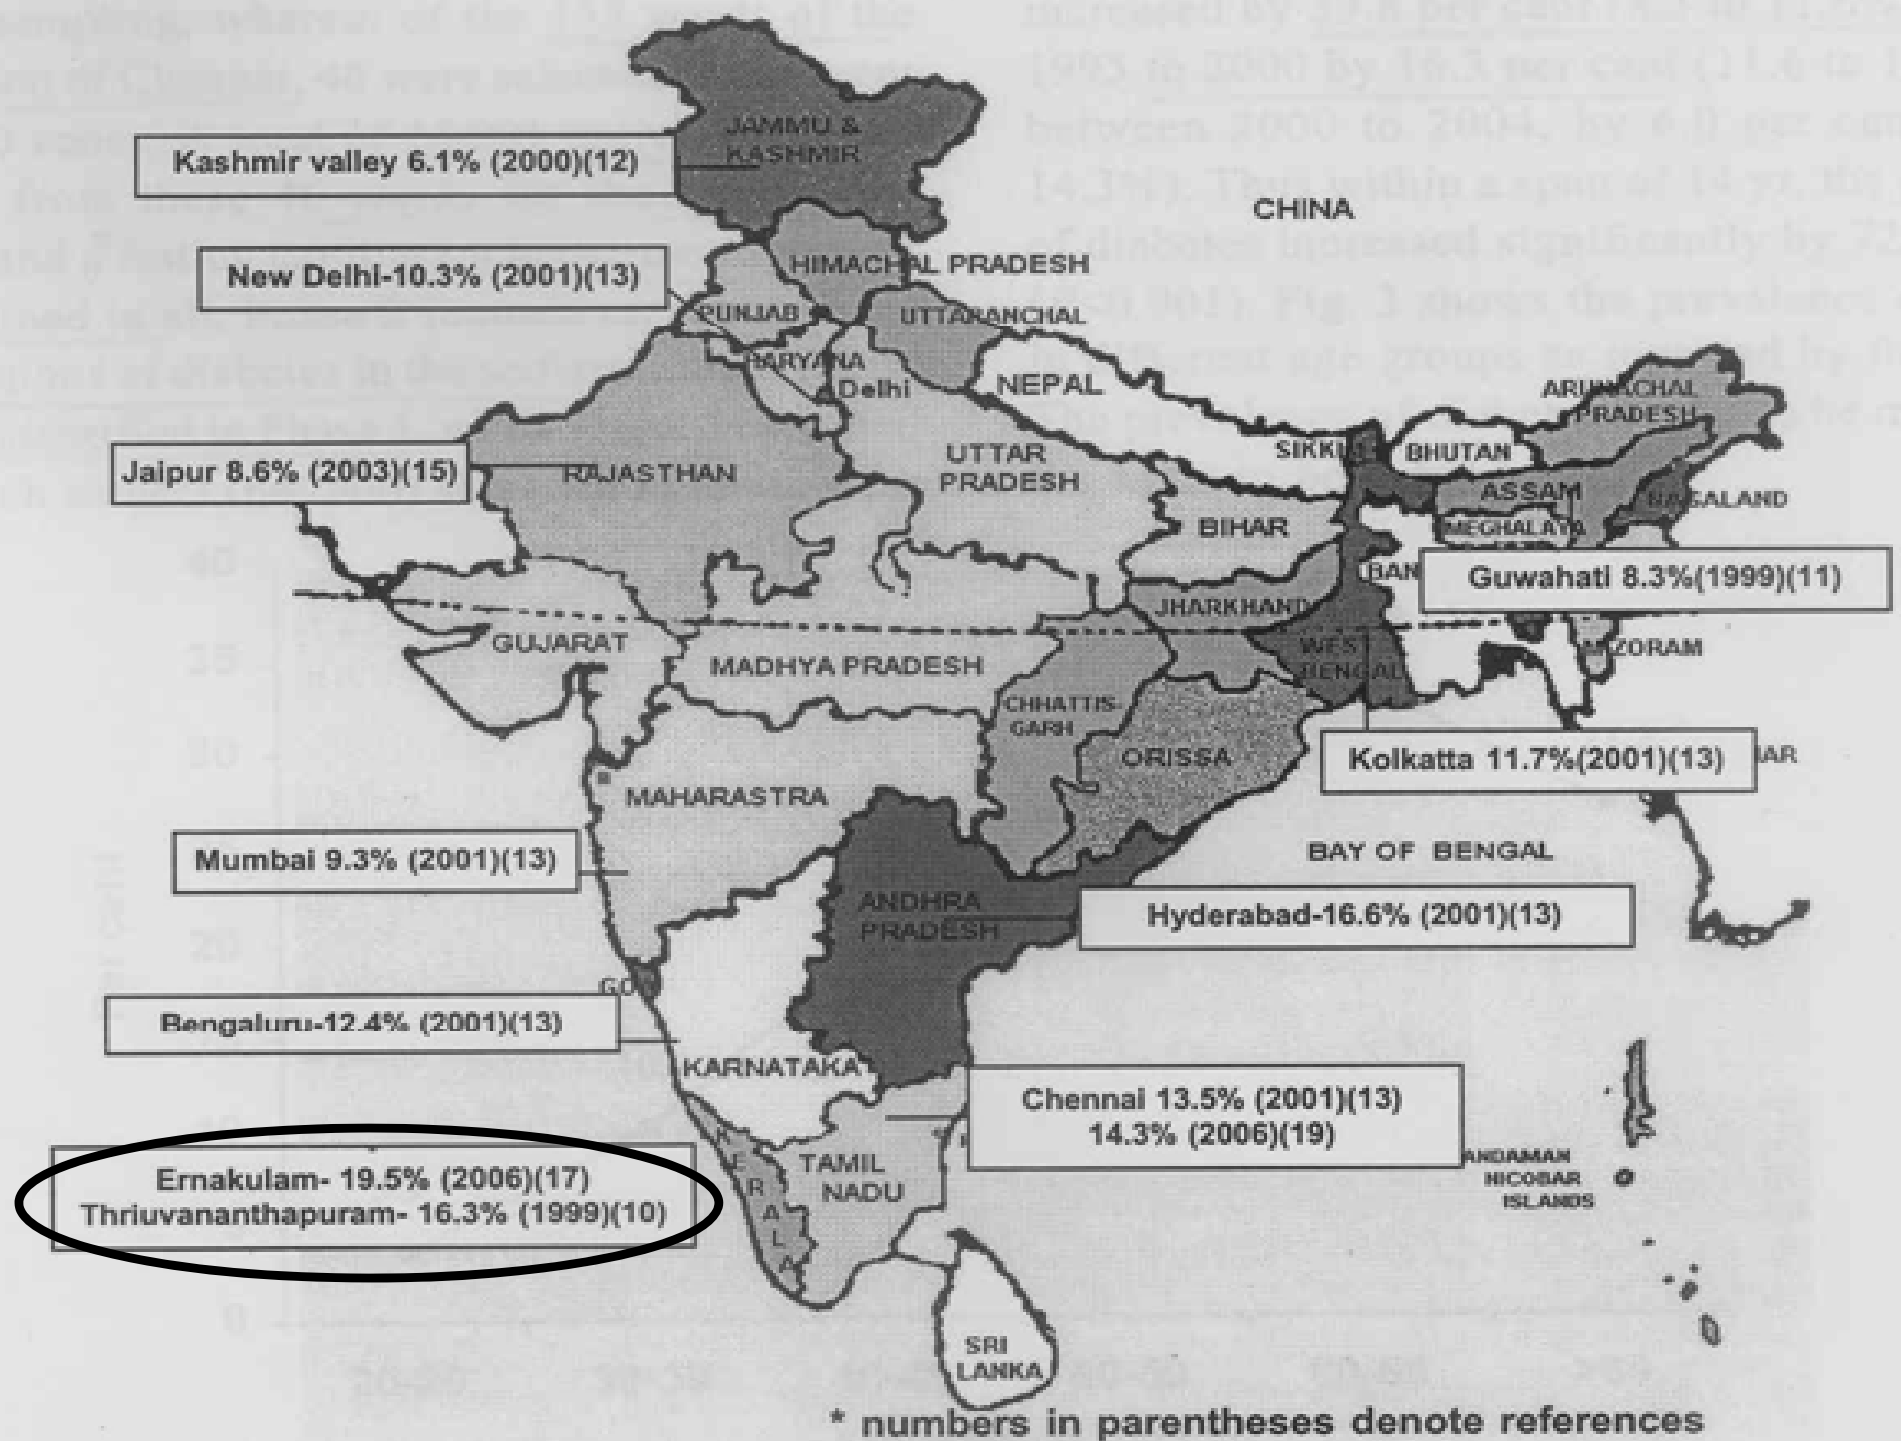 JAMMU &
KASHMIR
Kashmir valley 6.1% (2000)(12)
CHINA
New Delhi-10.3% (2001)(13)
HIMACHAL PRADESH
PUNJAB
UTTARANCHAL
HARYANA
Delhi
NEPAL
ARUNACHAL
PRADESH
SIKKI
BHUTAN
Jaipur 8.6% (2003)(15)
RAJASTHAN
UTTAR
PRADESH
ASSAM
NAGALAND
BIHAR
MEGHALAYA
BAN
Guwahati 8.3%(1999)(11)
JHARKHAND
GUJARAT
MADHYA PRADESH
WEST
BENGAL
MIZORAM
CHHATTIS-
GARH
ORISSA
Kolkatta 11.7%(2001)(13)
AR
MAHARASTRA
Mumbai 9.3% (2001)(13)
BAY OF BENGAL
ANDHRA
PRADESH
Hyderabad-16.6% (2001)(13)
GO
Bengaluru-12.4% (2001)(13)
KARNATAKA
Chennai 13.5% (2001)(13)
14.3% (2006)(19)
KERALA
TAMIL
NADU
ANDAMAN
NICOBAR
ISLANDS
Ernakulam- 19.5% (2006)(17)
Thriuvananthapuram- 16.3% (1999)(10)
SRI
LANKA
* numbers in parentheses denote references